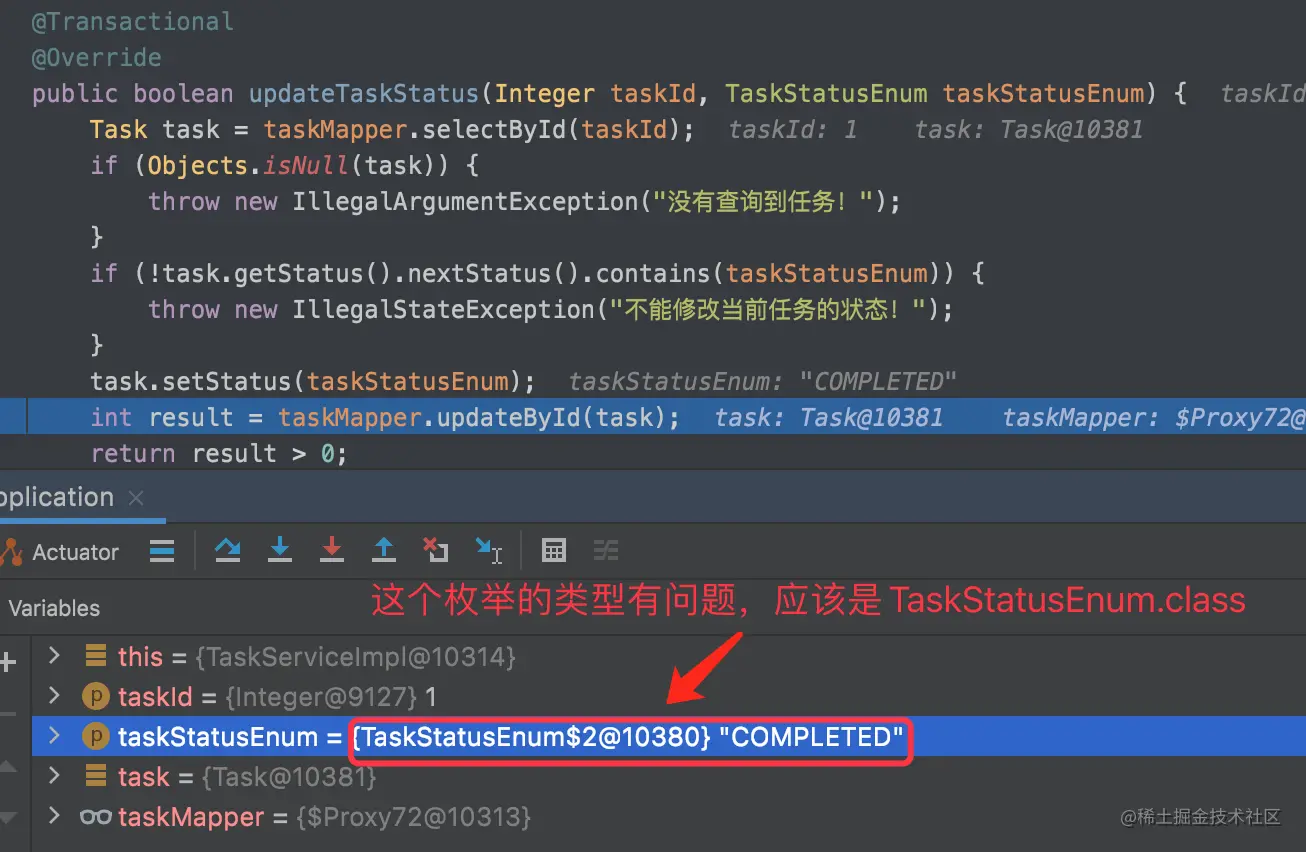 @Transactional
@Override
public boolean updateTaskStatus(Integer taskId, TaskStatusEnum taskStatusEnum) { taskId
Task task = taskMapper.selectById(taskId); taskId: 1 task: Task@10381
if (Objects.isNull(task)) {
throw new IllegalArgumentException("没有查询到任务！");
}
if (!task.getStatus().nextStatus().contains(taskStatusEnum)) {
throw new IllegalStateException("不能修改当前任务的状态！");
}
task.setStatus(taskStatusEnum); taskStatusEnum: "COMPLETED"
int result = taskMapper.updateById(task); task: Task@10381 taskMapper: $Proxy72@
return result > 0;
pplication ×
Actuator
这个枚举的类型有问题，应该是 TaskStatusEnum.class
Variables
this = {TaskServiceImpl@10314}
p taskId = {Integer@9127} 1
p taskStatusEnum = {TaskStatusEnum$2@10380} "COMPLETED"
task = {Task@10381}
taskMapper = {$Proxy72@10313}
@稀土掘金技术社区